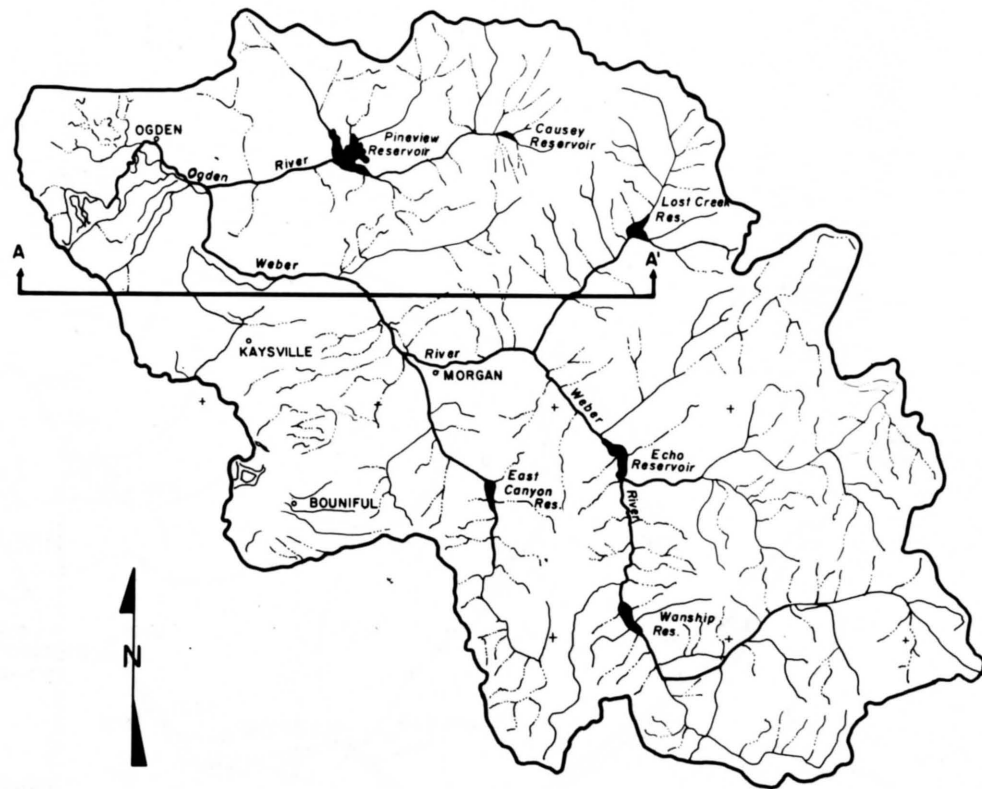 OGDEN
Pineview
Reservoir
Causey
Reservoir
River
Ogden
Lost Creek
Res.
A
A'
Weber
KAYSVILLE
River
MORGAN
Weber
Echo
Reservoir
River
East
Canyon
Res.
BOUNIFUL
Wanship
Res.
N